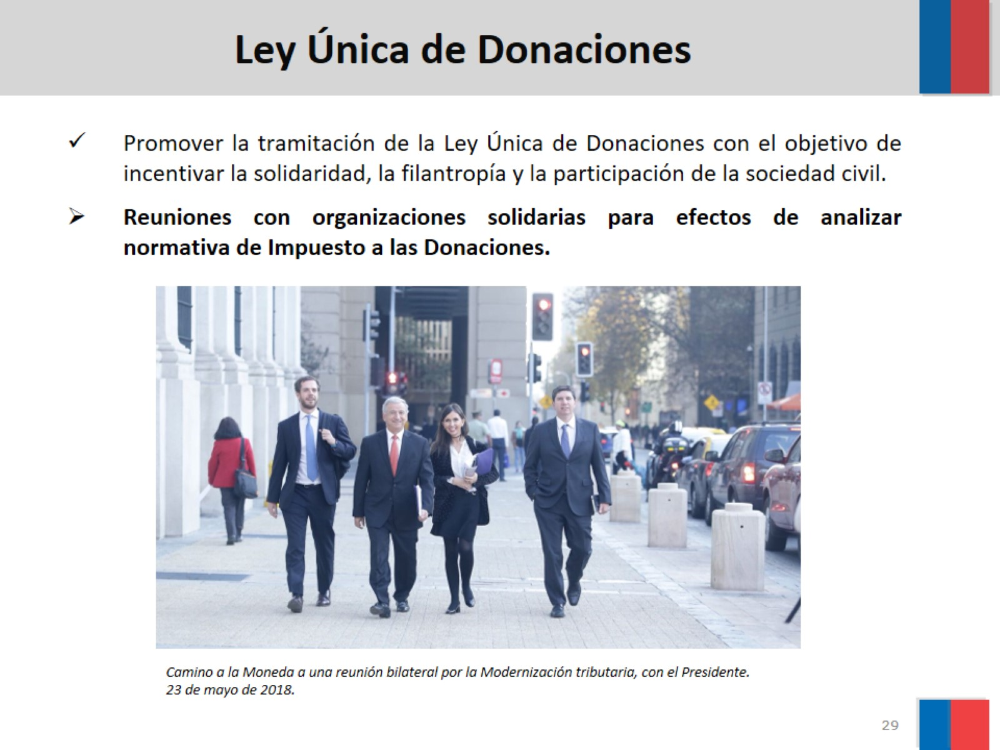 Ley Única de Donaciones
Promover la tramitación de la Ley Única de Donaciones con el objetivo de
incentivar la solidaridad, la filantropía y la participación de la sociedad civil.
Reuniones con organizaciones solidarias para efectos de analizar
normativa de Impuesto a las Donaciones.
Camino a la Moneda a una reunión bilateral por la Modernización tributaria, con el Presidente.
23 de mayo de 2018.
29